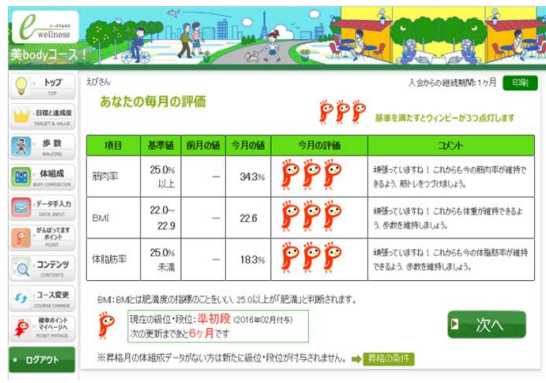 e-wellness
美bodyコース！
トップ
TOP
目標と達成度
TARGET & VALUE
歩数
WALKING
体組成
BODY COMPOSITION
データ手入力
DATA INPUT
がんばってます
ポイント
POINT
コンテンツ
CONTENTS
コース変更
COURSE CHANGE
健幸ポイント
マイページへ
POINT MYPAGE
ログアウト
えびさん
入会からの継続期間:1ヶ月
印刷
あなたの毎月の評価
基準を満たすとウィンビーが3つ点灯します
項目 基準値 前月の値 今月の値 今月の評価 コメント
筋肉率 25.0% 以上 ― 34.3% 頑張っていますね！ これからも今の筋肉率が維持で
きるよう、筋トレをつづけましょう。
BMI 22.0～ 22.9 ― 22.6 頑張っていますね！ これからも体重が維持できるよ
う、歩数を維持しましょう。
体脂肪率 25.0% 未満 ― 18.3% 頑張っていますね！ これからも今の体脂肪率が維持
できるよう、歩数を維持しましょう。
BMI: BMIとは肥満度の指標のことをいい、25.0以上が「肥満」と判断されます。
現在の級位・段位: 準初段 (2016年02月付与)
次の更新まであと6ヶ月です
次へ
※昇格月の体組成データがない方は新たに級位・段位が付与されません。
昇格の条件